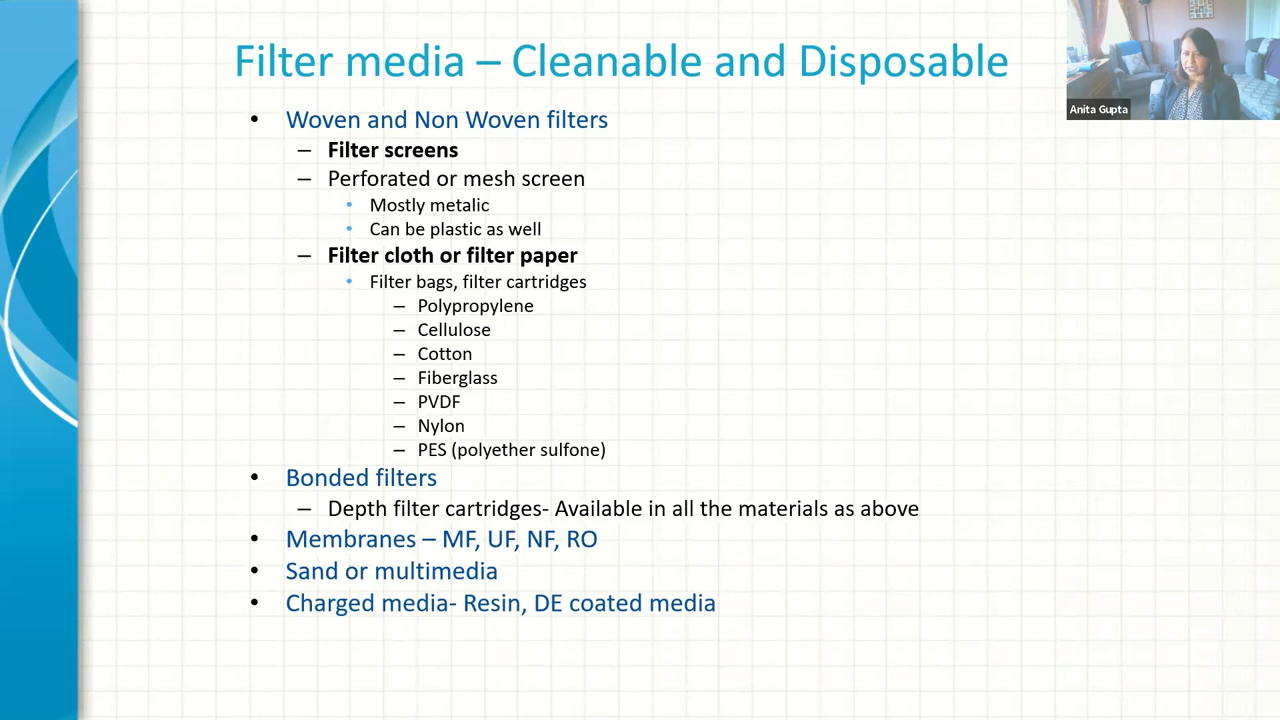 Filter media – Cleanable and Disposable
Anita Gupta
• Woven and Non Woven filters
– Filter screens
– Perforated or mesh screen
• Mostly metalic
• Can be plastic as well
– Filter cloth or filter paper
• Filter bags, filter cartridges
– Polypropylene
– Cellulose
– Cotton
– Fiberglass
– PVDF
– Nylon
– PES (polyether sulfone)
• Bonded filters
– Depth filter cartridges- Available in all the materials as above
• Membranes – MF, UF, NF, RO
• Sand or multimedia
• Charged media- Resin, DE coated media